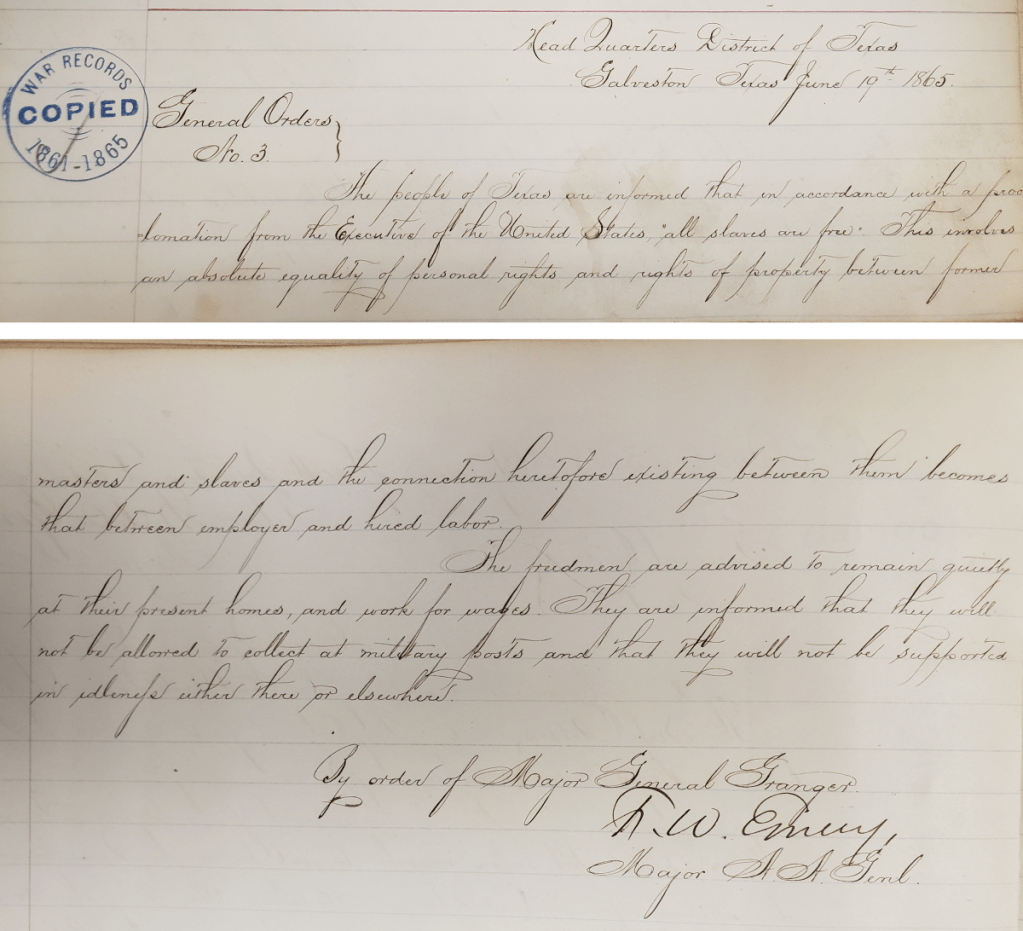 Head Quarters District of Texas
Galveston Texas June 19th 1865.
WAR RECORDS
COPIED
1861-1865
General Orders
No. 3.
The people of Texas are informed that in accordance with a proc
lamation from the Executive of the United States, "all slaves are free". This involves
an absolute equality of personal rights and rights of property between former
masters and slaves and the connection heretofore existing between them becomes
that between employer and hired labor.
The freedmen are advised to remain quietly
at their present homes, and work for wages. They are informed that they will
not be allowed to collect at military posts and that they will not be supported
in idleness either there or elsewhere.
By order of Major General Granger.
F. W. Emery,
Major A. A. Genl.